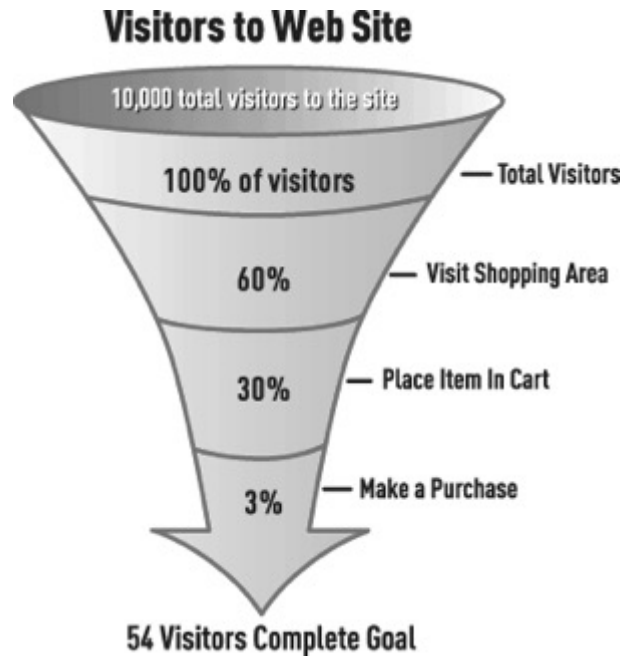 Visitors to Web Site
10,000 total visitors to the site
100% of visitors
Total Visitors
60%
Visit Shopping Area
30%
Place Item In Cart
3%
Make a Purchase
54 Visitors Complete Goal